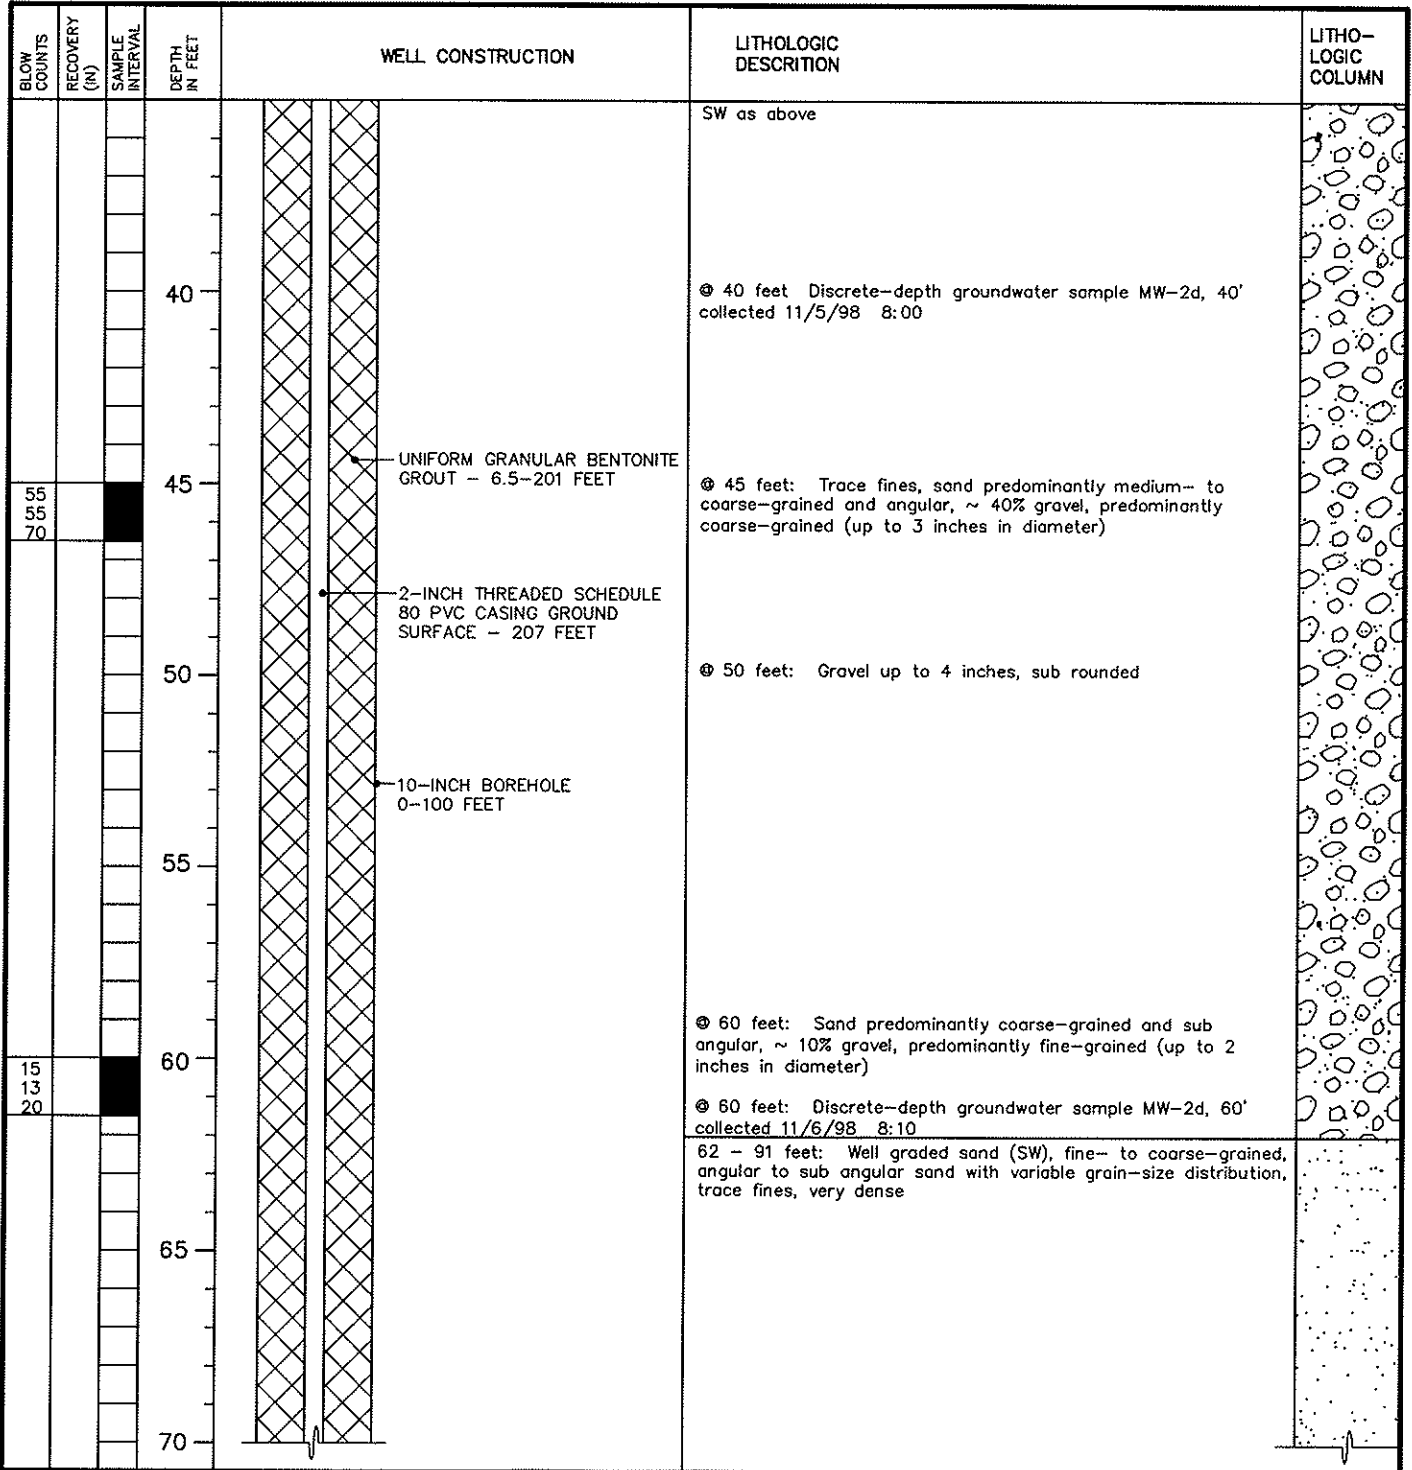 BLOW
COUNTS
RECOVERY
(IN)
SAMPLE
INTERVAL
DEPTH
IN FEET
WELL CONSTRUCTION
LITHOLOGIC
DESCRITION
LITHO–
LOGIC
COLUMN
SW as above
40
@ 40 feet Discrete–depth groundwater sample MW–2d, 40'
collected 11/5/98 8:00
UNIFORM GRANULAR BENTONITE
GROUT – 6.5–201 FEET
45
55
55
70
@ 45 feet: Trace fines, sand predominantly medium– to
coarse–grained and angular, ~ 40% gravel, predominantly
coarse–grained (up to 3 inches in diameter)
2–INCH THREADED SCHEDULE
80 PVC CASING GROUND
SURFACE – 207 FEET
50
@ 50 feet: Gravel up to 4 inches, sub rounded
10–INCH BOREHOLE
0–100 FEET
55
@ 60 feet: Sand predominantly coarse–grained and sub
angular, ~ 10% gravel, predominantly fine–grained (up to 2
inches in diameter)
60
15
13
20
@ 60 feet: Discrete–depth groundwater sample MW–2d, 60'
collected 11/6/98 8:10
62 – 91 feet: Well graded sand (SW), fine– to coarse–grained,
angular to sub angular sand with variable grain–size distribution,
trace fines, very dense
65
70